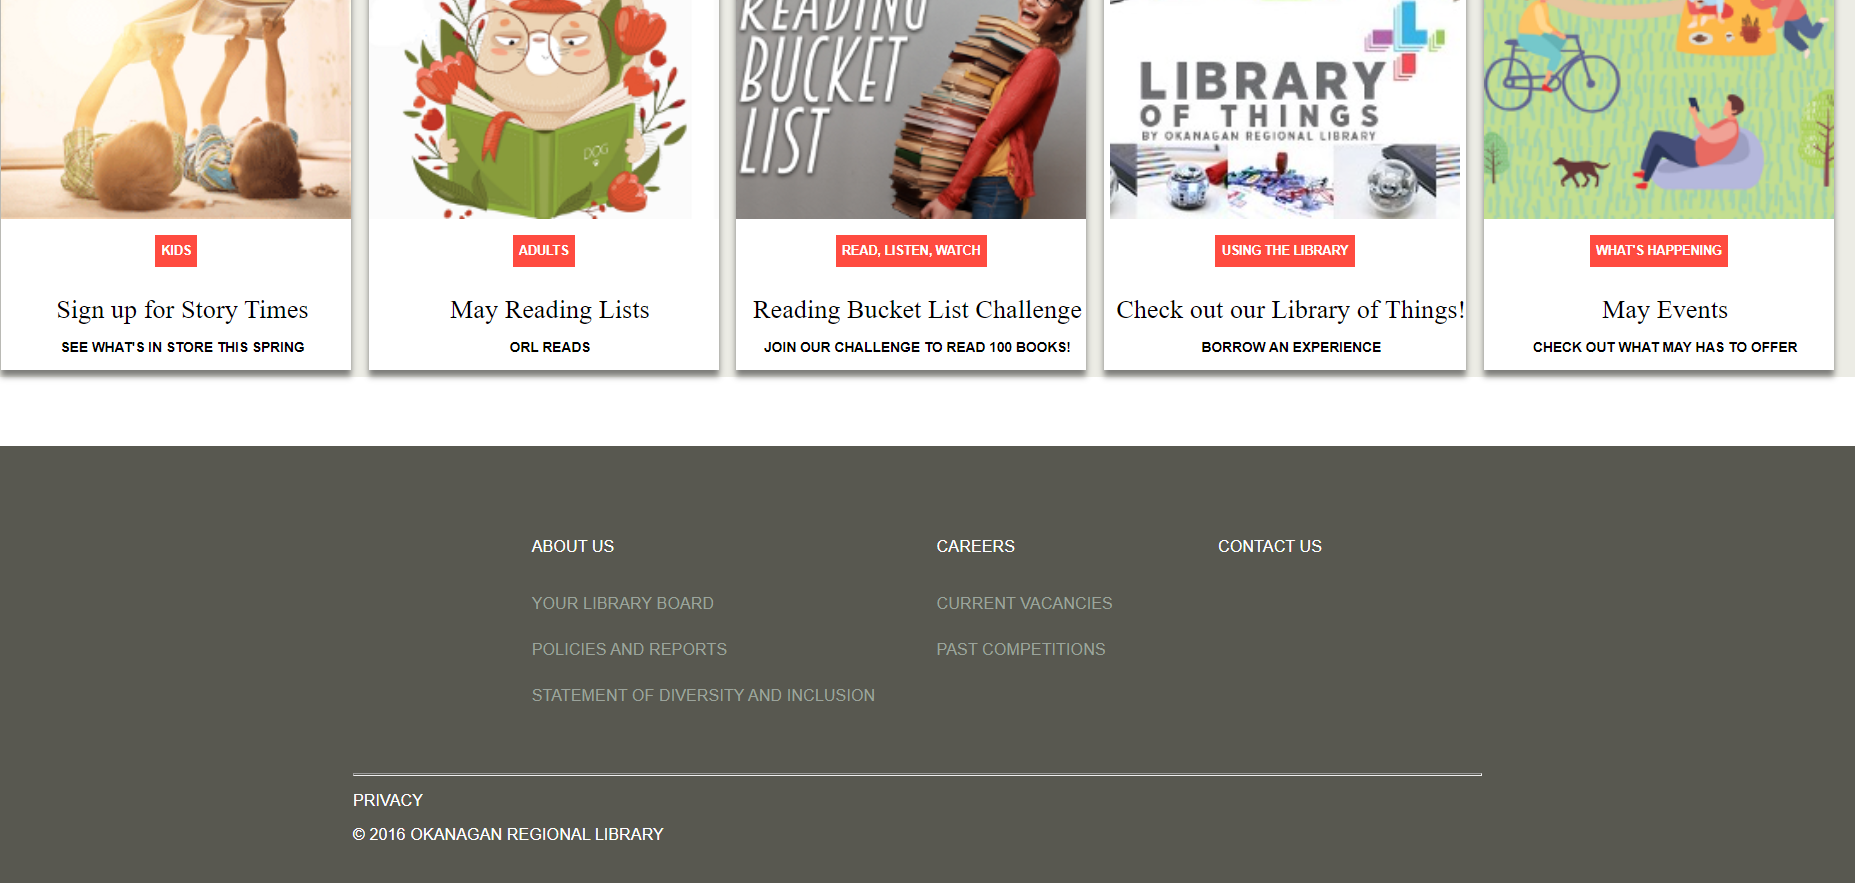 READING
BUCKET
LIST
DOG
LIBRARY
OF THINGS
BY OKANAGAN REGIONAL LIBRARY
KIDS
Sign up for Story Times
SEE WHAT'S IN STORE THIS SPRING
ADULTS
May Reading Lists
ORL READS
READ, LISTEN, WATCH
Reading Bucket List Challenge
JOIN OUR CHALLENGE TO READ 100 BOOKS!
USING THE LIBRARY
Check out our Library of Things!
BORROW AN EXPERIENCE
WHAT'S HAPPENING
May Events
CHECK OUT WHAT MAY HAS TO OFFER
ABOUT US
YOUR LIBRARY BOARD
POLICIES AND REPORTS
STATEMENT OF DIVERSITY AND INCLUSION
CAREERS
CURRENT VACANCIES
PAST COMPETITIONS
CONTACT US
PRIVACY
© 2016 OKANAGAN REGIONAL LIBRARY